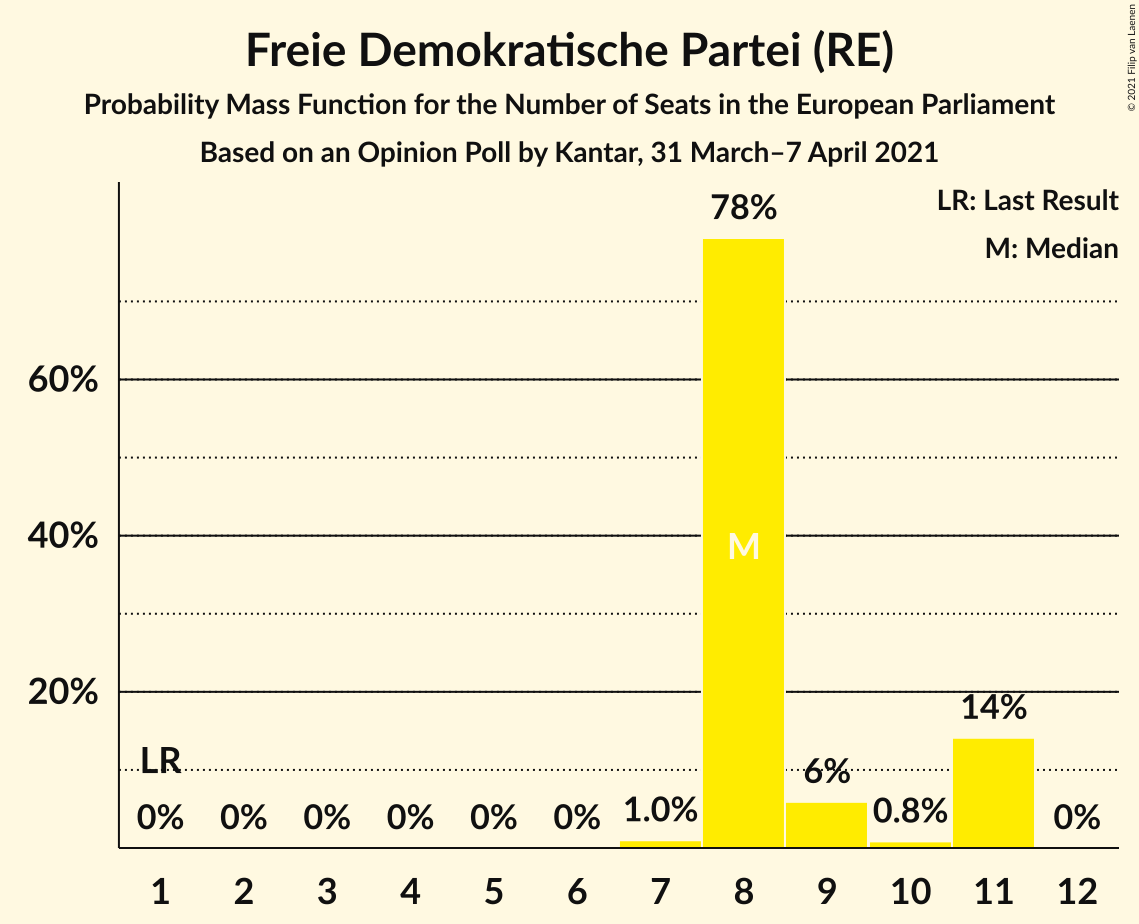 Freie Demokratische Partei (RE)
Probability Mass Function for the Number of Seats in the European Parliament
Based on an Opinion Poll by Kantar, 31 March–7 April 2021
© 2021 Filip van Laenen
LR: Last Result
M: Median
78%
60%
40%
M
20%
14%
LR
6%
0% 0% 0% 0% 0% 0% 1.0% 0.8% 0%
1 2 3 4 5 6 7 8 9 10 11 12